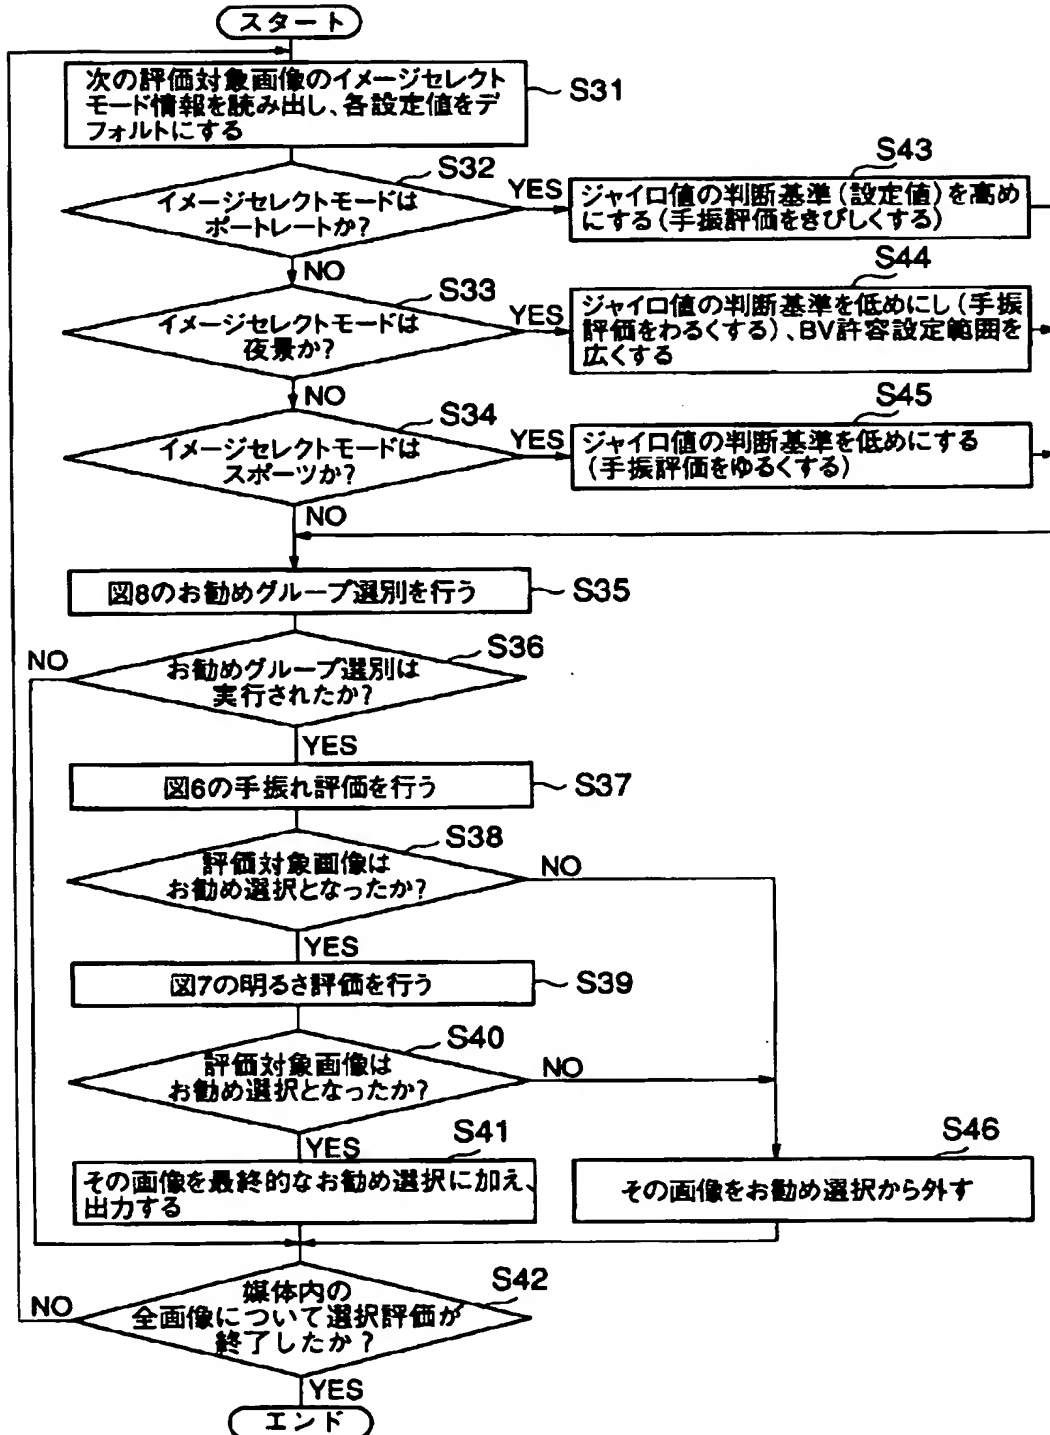 スタート
次の評価対象画像のイメージセレクト
モード情報を読み出し、各設定値をデ
フォルトにする
S31
S32
イメージセレクトモードは
ポートレートか?
YES
S43
ジャイロ値の判断基準(設定値)を高め
にする(手振評価をきびしくする)
NO
S33
イメージセレクトモードは
夜景か?
YES
S44
ジャイロ値の判断基準を低めにし(手振
評価をわるくする)、BV許容設定範囲を
広くする
NO
S34
イメージセレクトモードは
スポーツか?
YES
S45
ジャイロ値の判断基準を低めにする
(手振評価をゆるくする)
NO
図8のお勧めグループ選別を行う
S35
S36
NO
お勧めグループ選別は
実行されたか?
YES
図6の手振れ評価を行う
S37
S38
評価対象画像は
お勧め選択となったか?
NO
YES
図7の明るさ評価を行う
S39
S40
評価対象画像は
お勧め選択となったか?
NO
YES
S41
その画像を最終的なお勧め選択に加え、
出力する
S46
その画像をお勧め選択から外す
S42
NO
媒体内の
全画像について選択評価が
終了したか?
YES
エンド